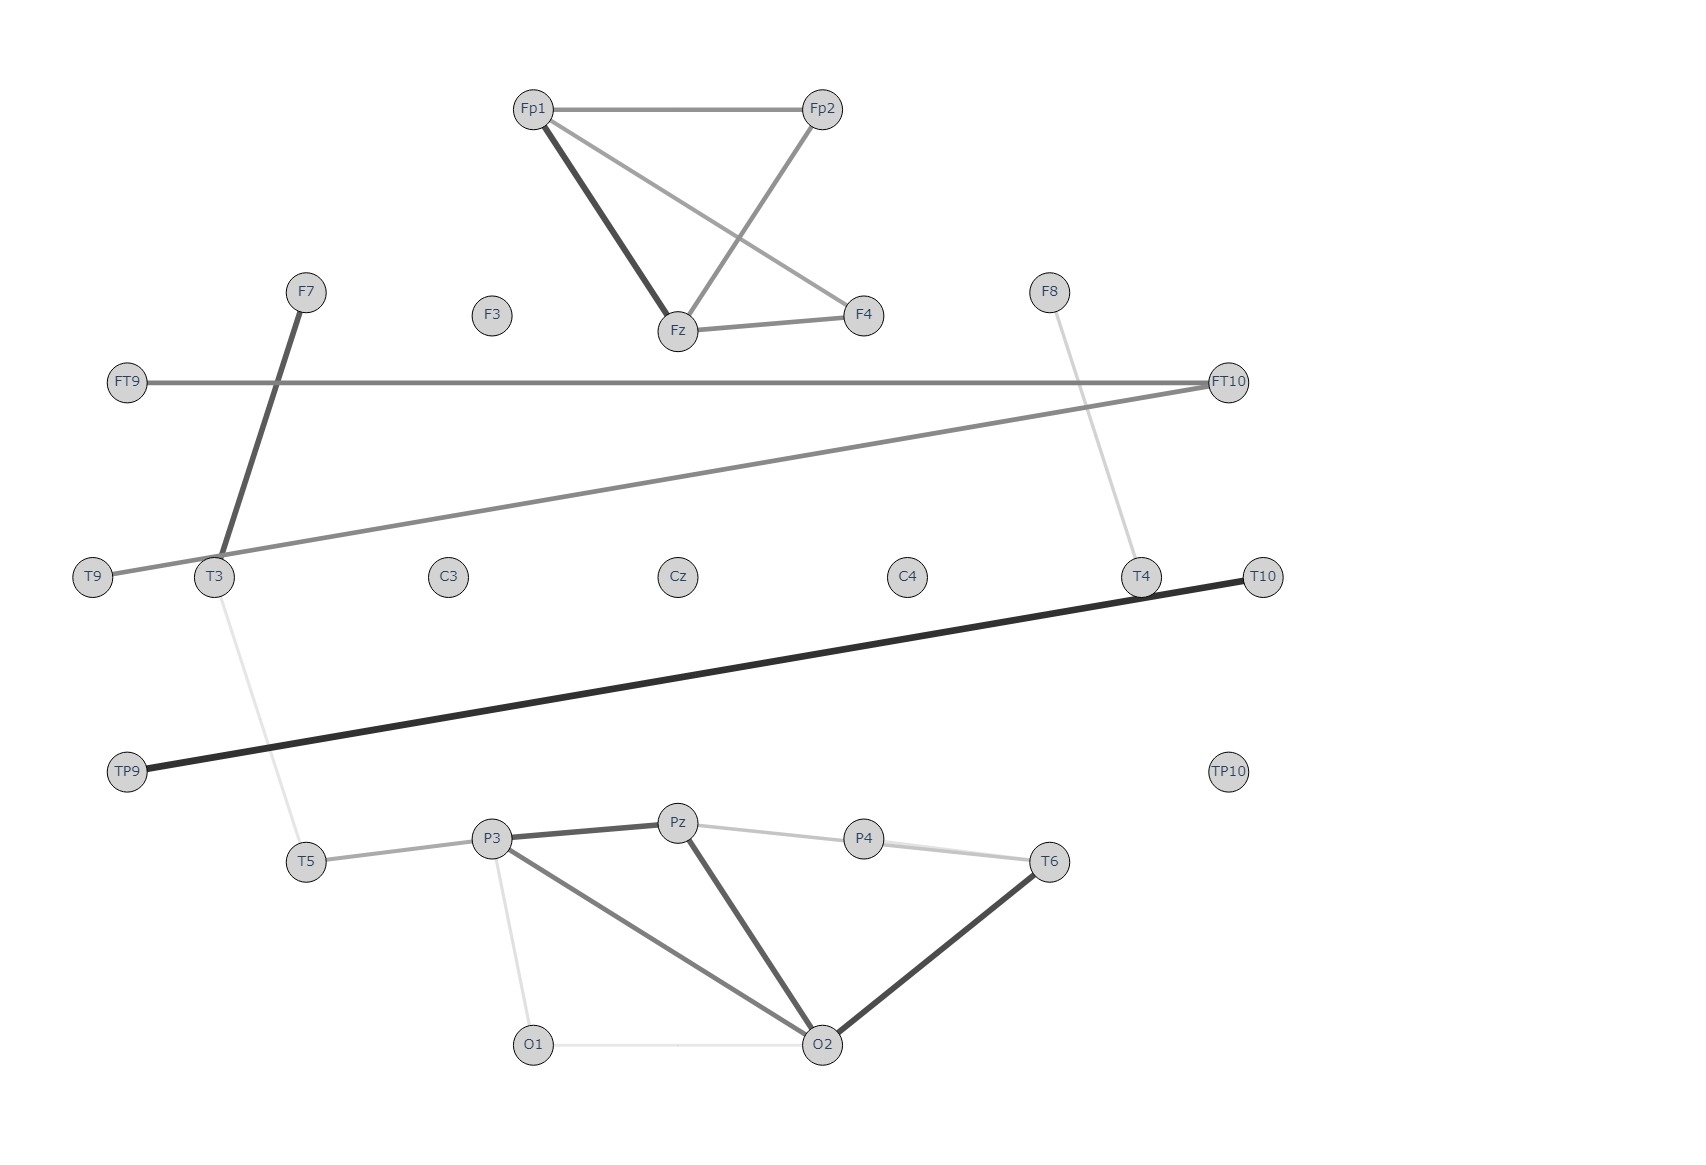 Fp1 Fp2
F7 F3 Fz F4 F8
FT9 FT10
T9 T3 C3 Cz C4 T4 T10
TP9 TP10
T5 P3 Pz P4 T6
O1 O2